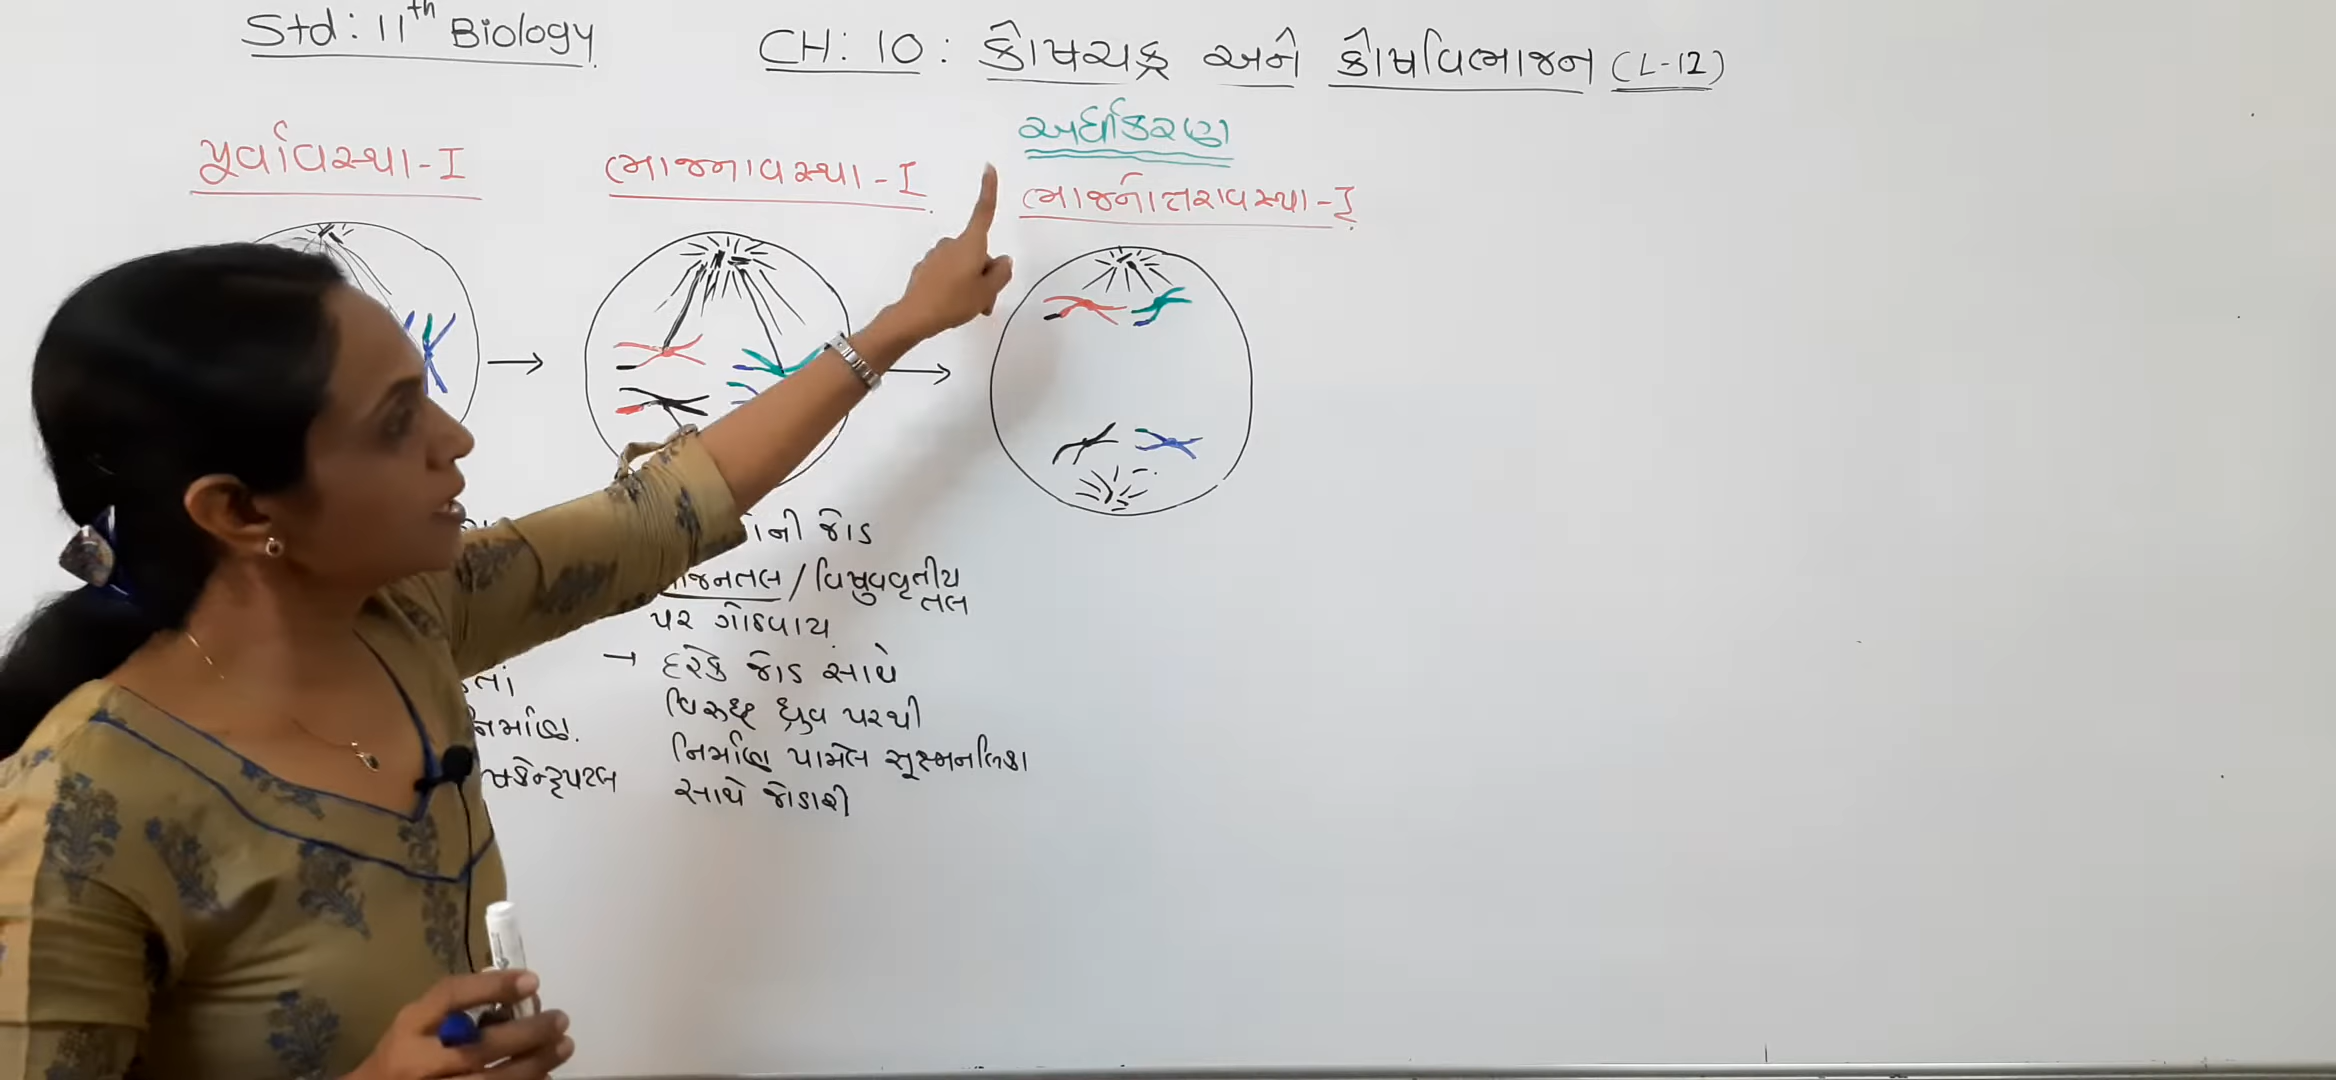 Std: 11th Biology
CH: 10: કોષચક્ર અને કોષવિભાજન (L-12)
અર્ધીકરણ
પૂર્વાવસ્થા-I
ભાજનાવસ્થા-I
ભાજનોત્તરાવસ્થા-I
ની જોડ
ભાજનતલ / વિષુવવૃતીય
તલ
પર ગોઠવાય
→ દરેક જોડ સાથે
વિરુધ્ધ ધ્રુવ પરથી
નિર્માણ.
નિર્માણ પામેલ સૂક્ષ્મનલિકા
સાથે જોડાશે